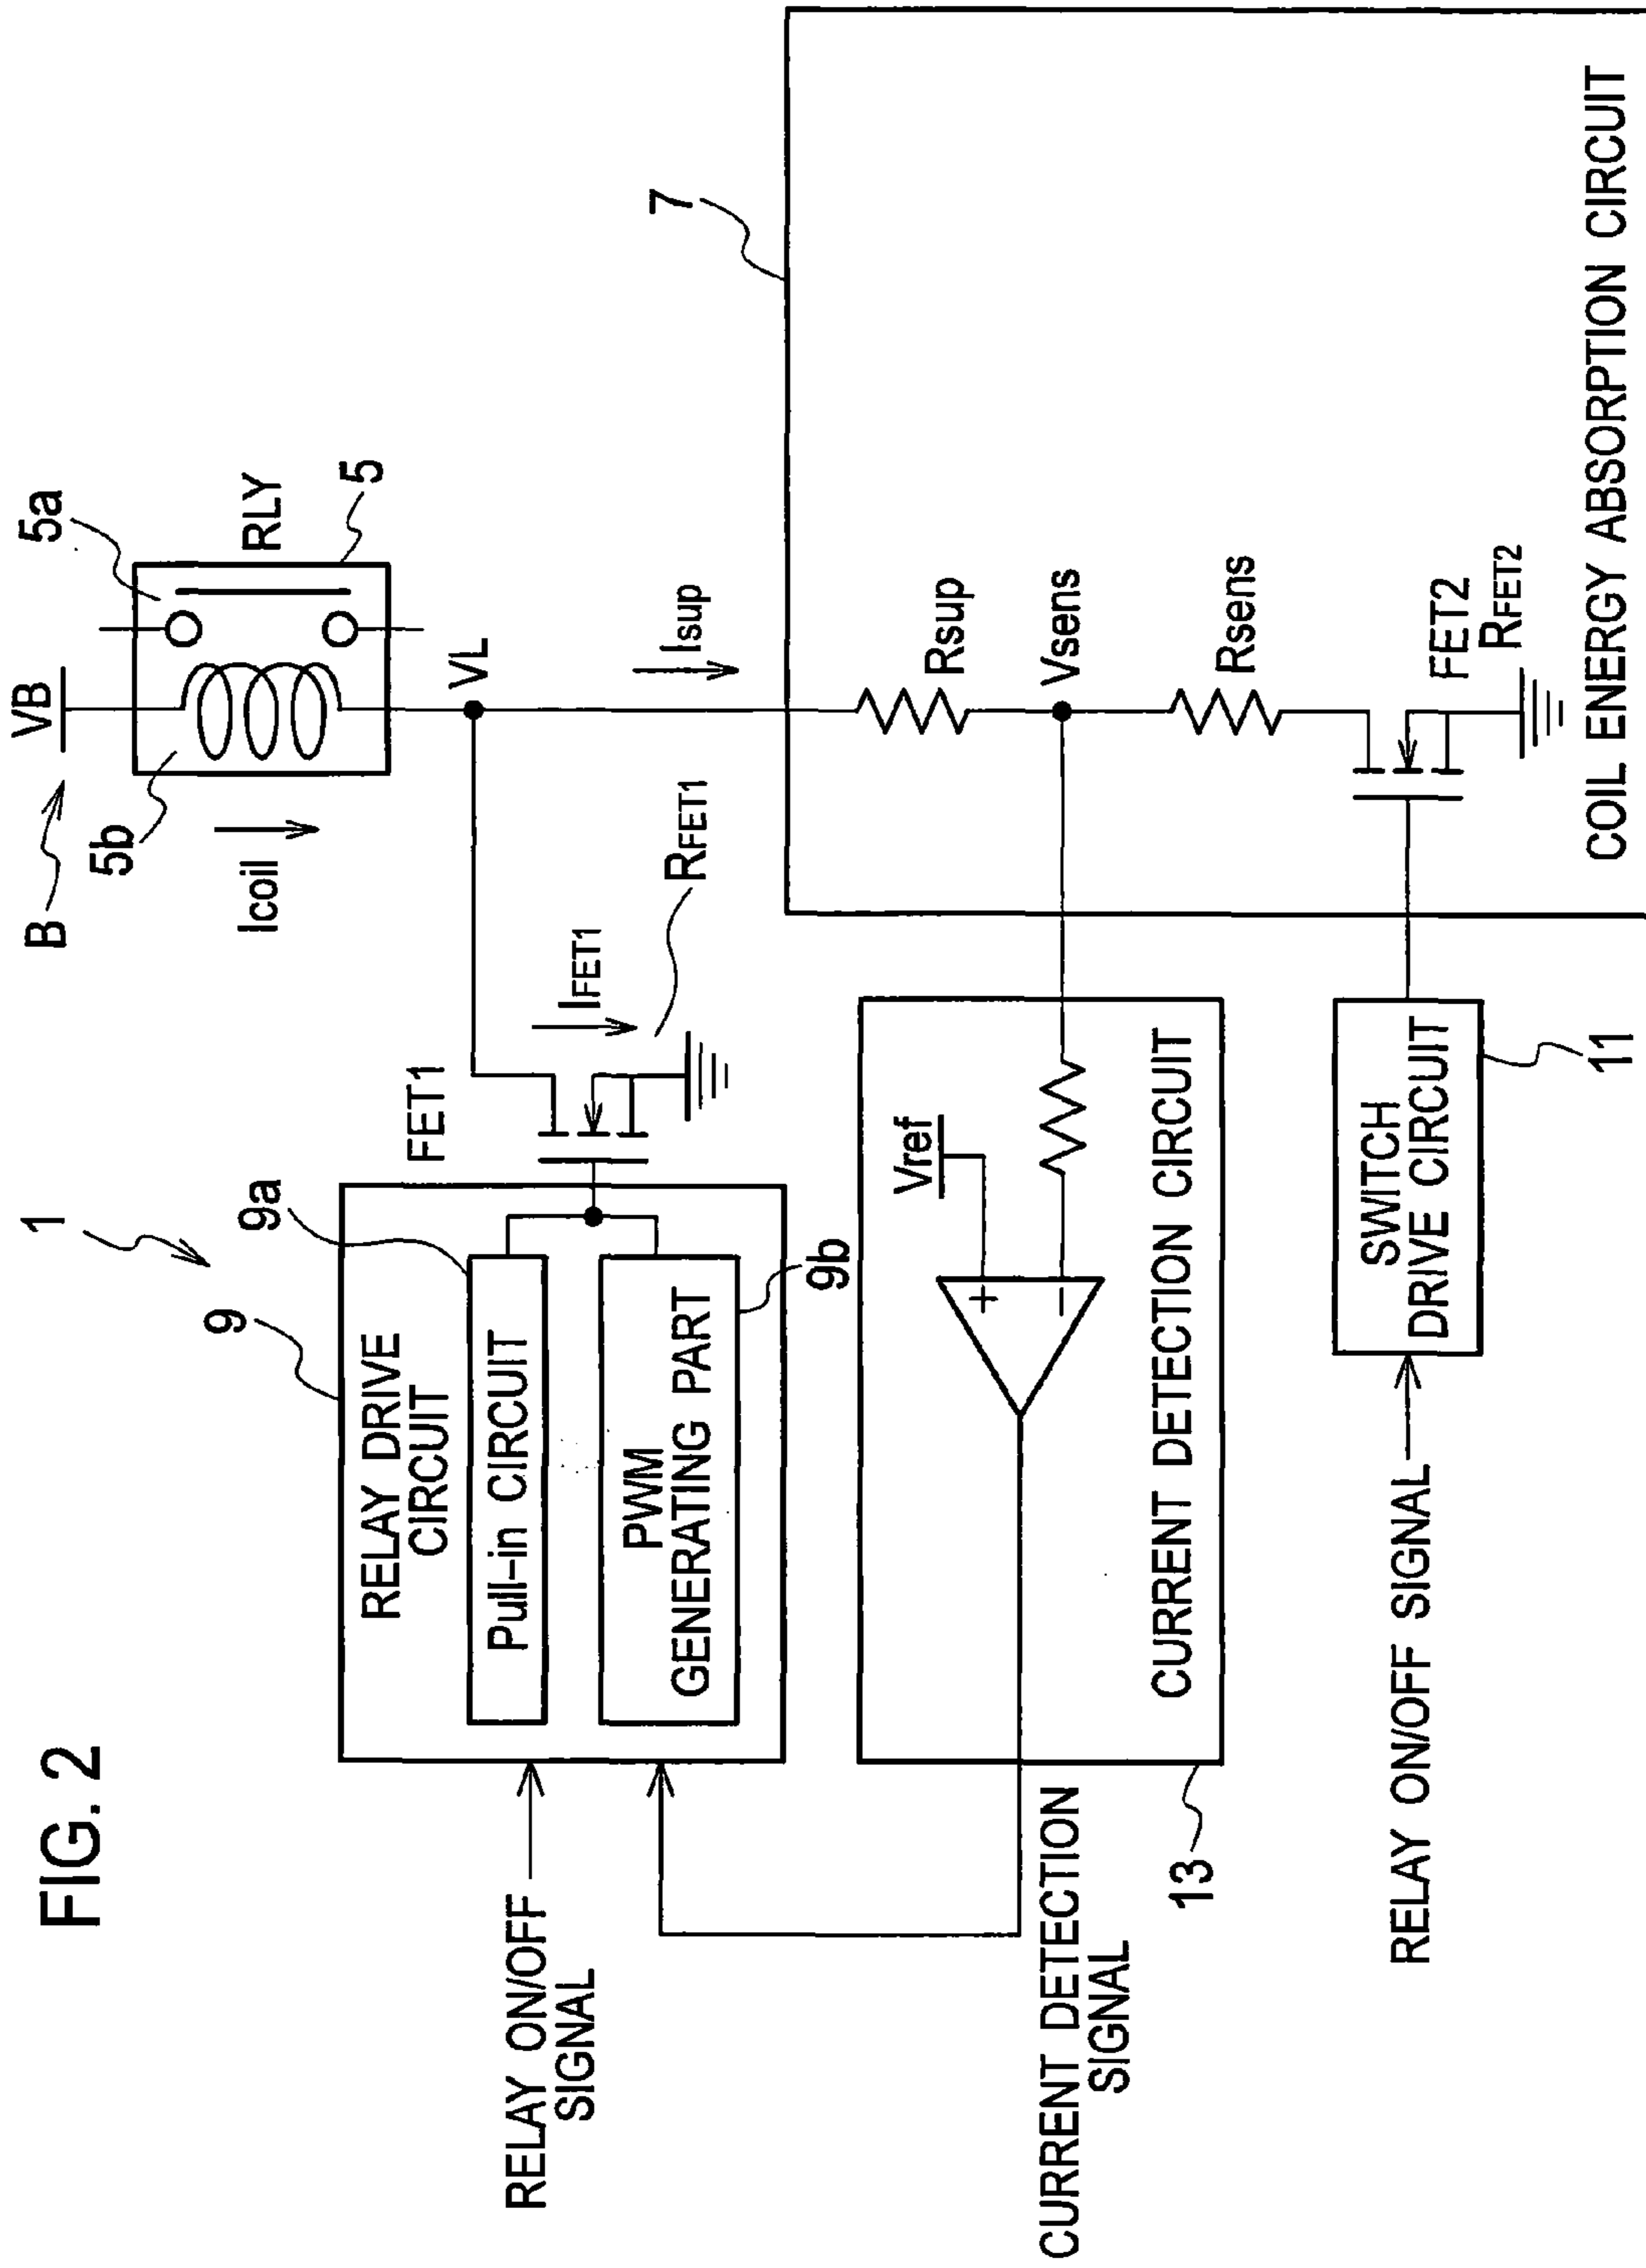 FIG. 2
1
B
VB
5a
5b
RLY
5
Icoil
VL
Isup
9
9a
RELAY DRIVE
CIRCUIT
Pull-in CIRCUIT
PWM
GENERATING PART
9b
FET1
IFET1
RFET1
RELAY ON/OFF
SIGNAL
7
Rsup
Vsens
Rsens
FET2
RFET2
COIL ENERGY ABSORPTION CIRCUIT
Vref
+
−
CURRENT DETECTION CIRCUIT
13
CURRENT DETECTION
SIGNAL
SWITCH
DRIVE CIRCUIT
11
RELAY ON/OFF SIGNAL